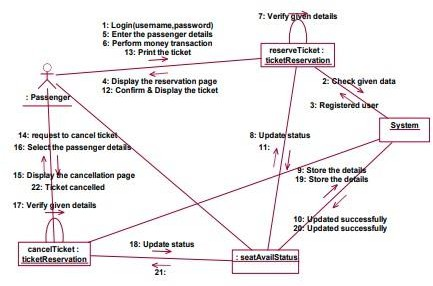 7: Verify given details
1: Login(username,password)
5: Enter the passenger details
6: Perform money transaction
13: Print the ticket
reserveTicket :
ticketReservation
4: Display the reservation page
12: Confirm & Display the ticket
2: Check given data
3: Registered user
: Passenger
System
14: request to cancel ticket
16: Select the passenger details
8: Update status
11:
15: Display the cancellation page
22: Ticket cancelled
9: Store the details
19: Store the details
17: Verify given details
10: Updated successfully
20: Updated successfully
cancelTicket :
ticketReservation
18: Update status
21:
: seatAvailStatus